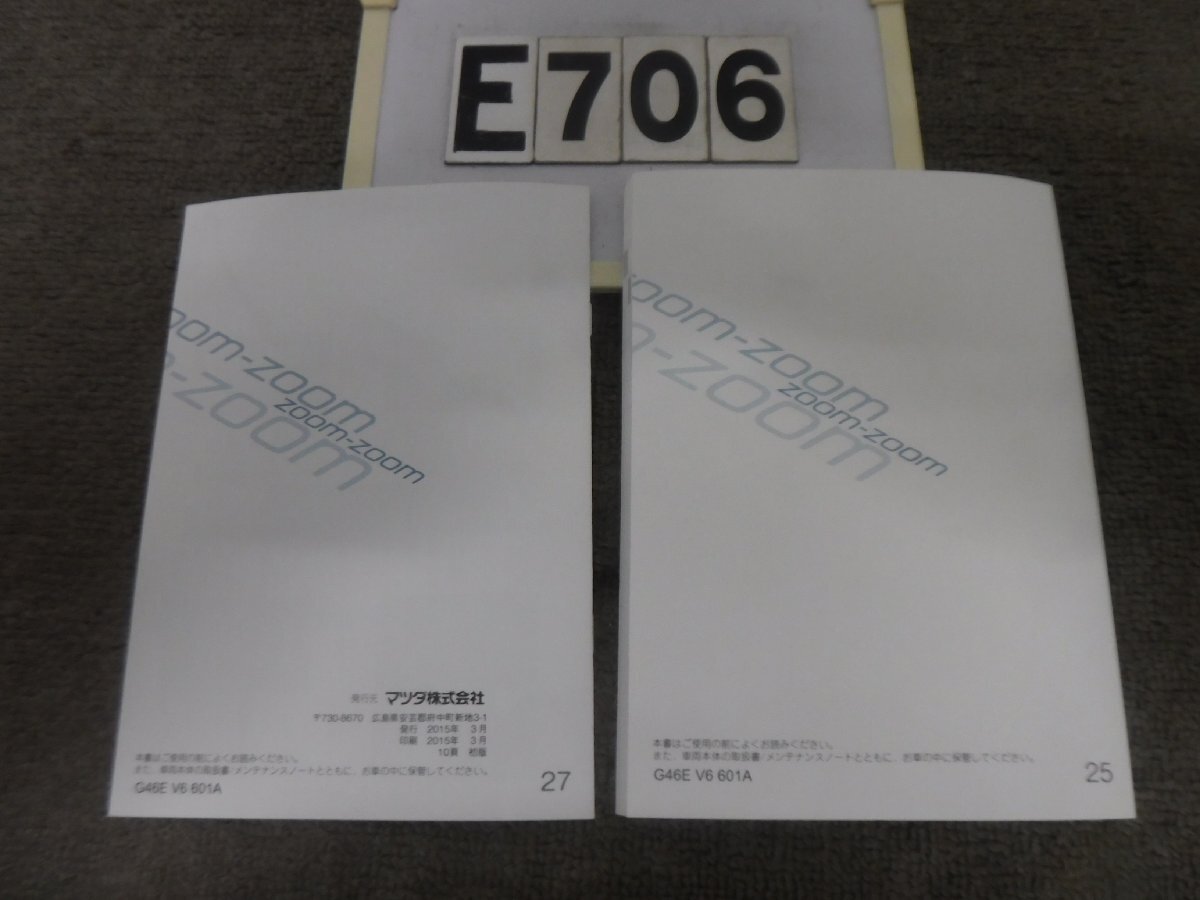 E706
oom-zoom
zoom-zoom
-zoom
発行元 マツダ株式会社
〒730-8670 広島県安芸郡府中町新地3-1
発行 2015年 3月
印刷 2015年 3月
10頁 初版
本書はご使用の前によくお読みください。
また、車両本体の取扱書/メンテナンスノートとともに、お車の中に保管してください。
G46E V6 601A
27
zoom-zoom
zoom-zoom
-zoom
本書はご使用の前によくお読みください。
また、車両本体の取扱書/メンテナンスノートとともに、お車の中に保管してください。
G46E V6 601A
25